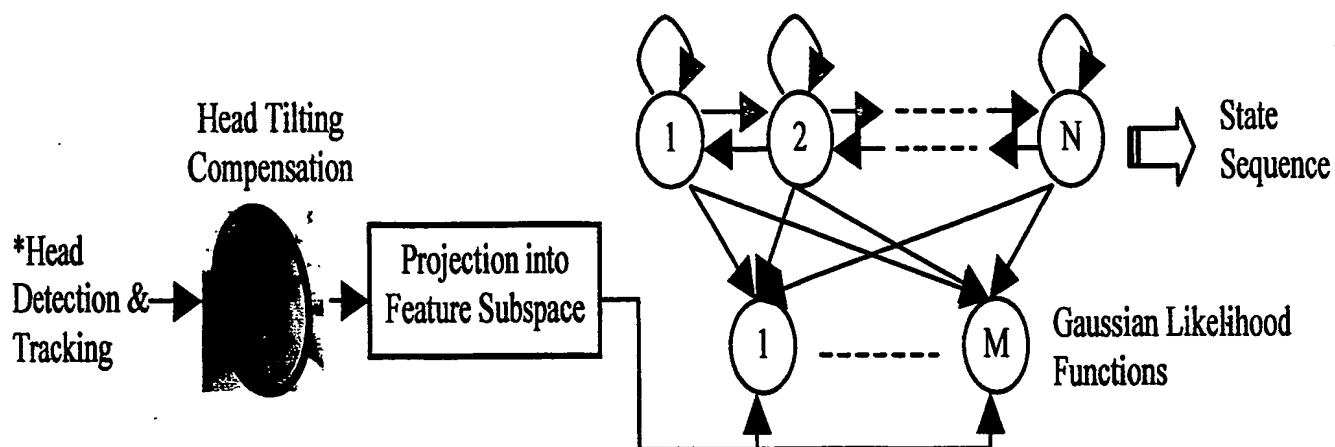 Head Tilting
Compensation
*Head
Detection &
Tracking
Projection into
Feature Subspace
1
2
N
State
Sequence
1
M
Gaussian Likelihood
Functions